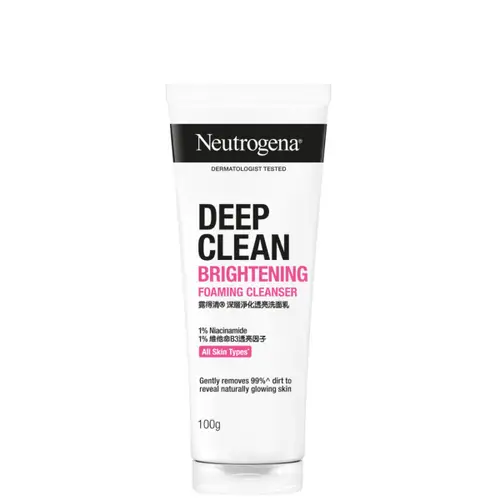 Neutrogena®
DERMATOLOGIST TESTED
DEEP
CLEAN
BRIGHTENING
FOAMING CLEANSER
露得清® 深層淨化透亮洗面乳
1% Niacinamide
1% 維他命B3透亮因子
All Skin Types*
Gently removes 99%^ dirt to
reveal naturally glowing skin
100g